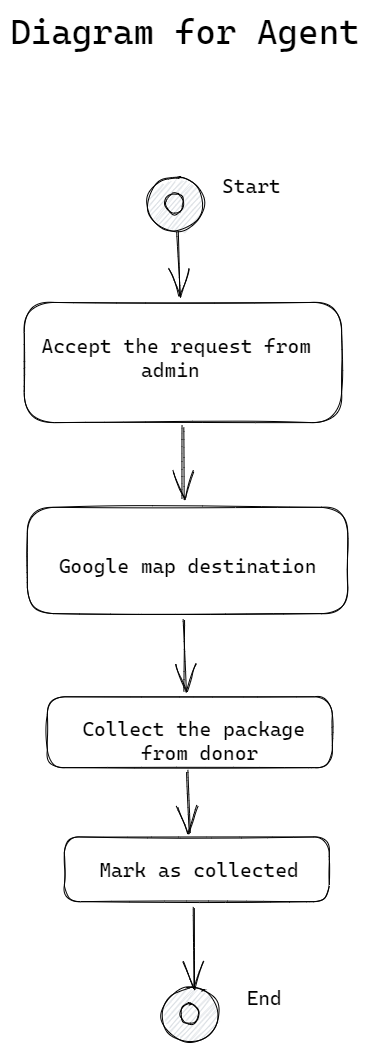 Diagram for Agent
Start
Accept the request from
admin
Google map destination
Collect the package
from donor
Mark as collected
End